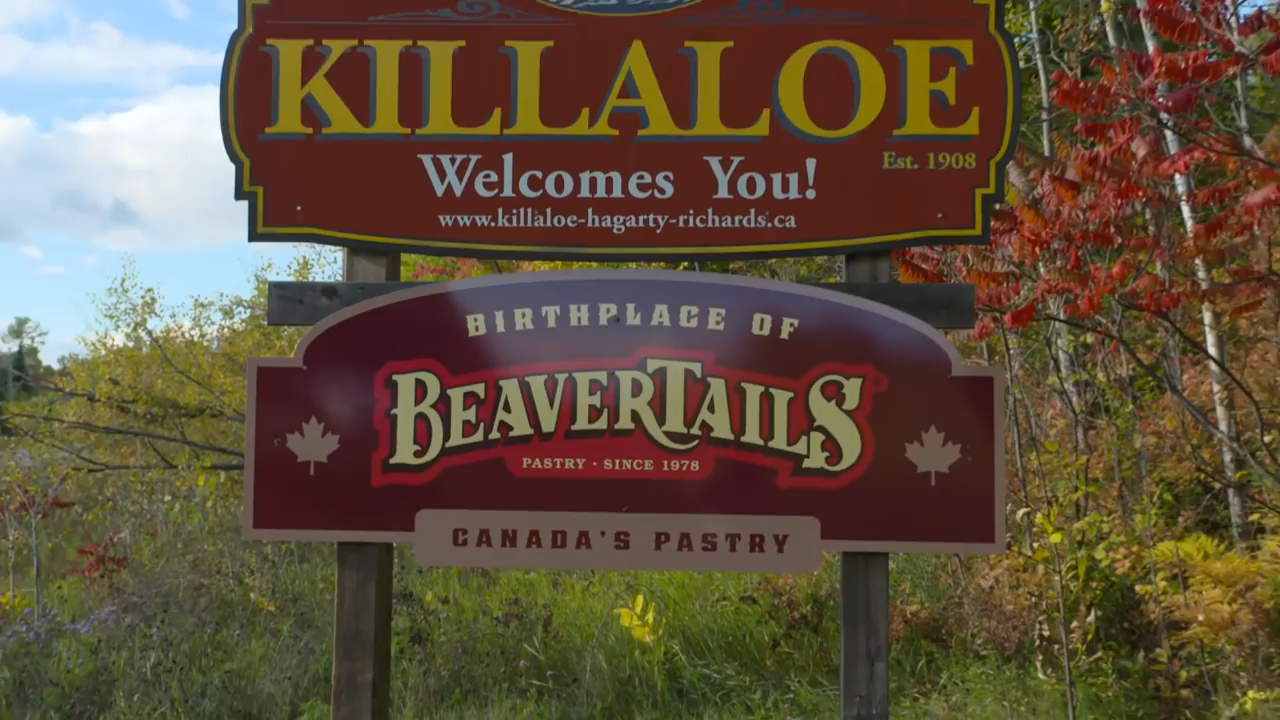 KILLALOE
Est. 1908
Welcomes You!
www.killaloe-hagarty-richards.ca
BIRTHPLACE OF
BEAVERTAILS
PASTRY · SINCE 1978
CANADA'S PASTRY